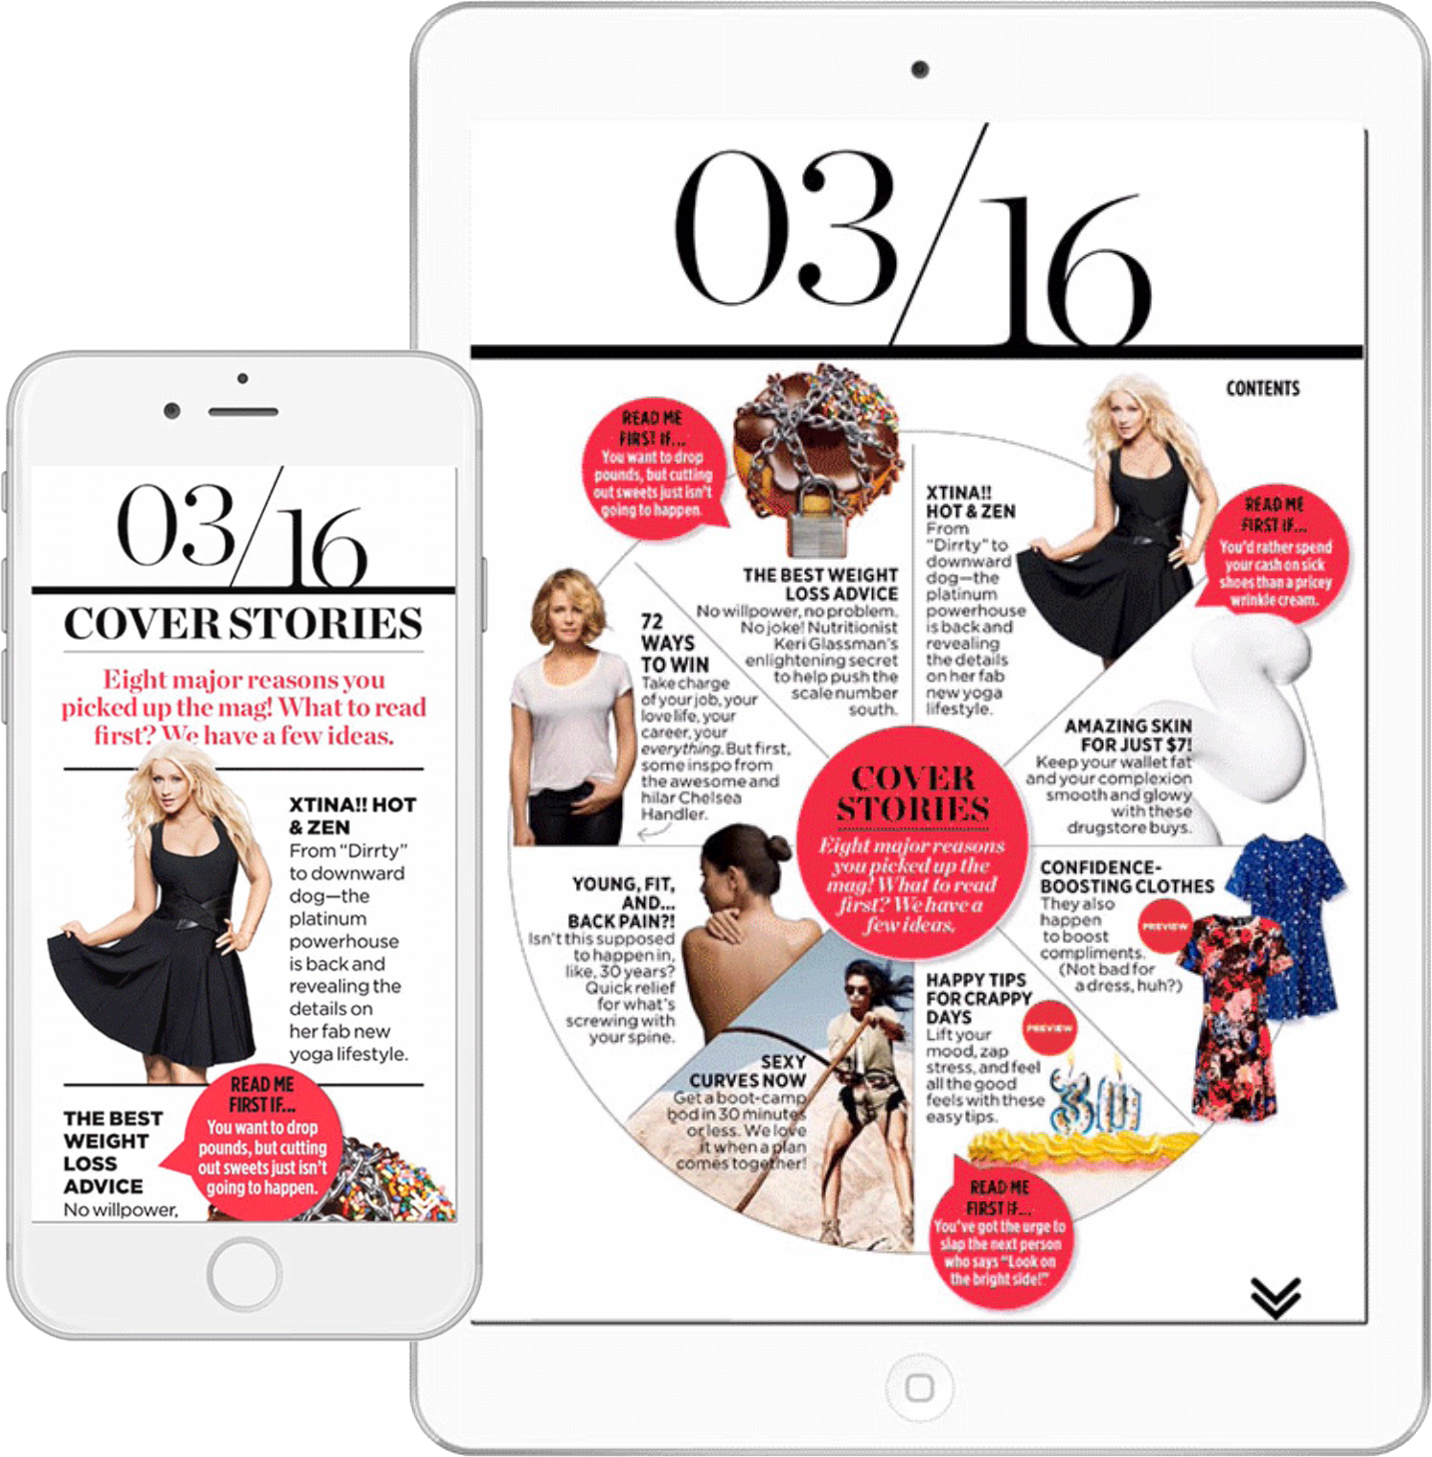 03/16
COVER STORIES
Eight major reasons you
picked up the mag! What to read
first? We have a few ideas.
XTINA!! HOT
& ZEN
From “Dirrty”
to downward
dog—the
platinum
powerhouse
is back and
revealing the
details on
her fab new
yoga lifestyle.
THE BEST
WEIGHT
LOSS
ADVICE
No willpower,
READ ME
FIRST IF...
You want to drop
pounds, but cutting
out sweets just isn't
going to happen.
03/16
CONTENTS
READ ME
FIRST IF...
You want to drop
pounds, but cutting
out sweets just isn't
going to happen.
THE BEST WEIGHT
LOSS ADVICE
No willpower, no problem.
No joke! Nutritionist
Keri Glassman's
enlightening secret
to help push the
scale number
south.
XTINA!!
HOT & ZEN
From
“Dirrty” to
downward
dog—the
platinum
powerhouse
is back and
revealing
the details
on her fab
new yoga
lifestyle.
READ ME
FIRST IF...
You'd rather spend
your cash on sick
shoes than a pricey
wrinkle cream.
72
WAYS
TO WIN
Take charge
of your job, your
love life, your
career, your
everything. But first,
some inspo from
the awesome and
hilar Chelsea
Handler.
AMAZING SKIN
FOR JUST $7!
Keep your wallet fat
and your complexion
smooth and glowy
with these
drugstore buys.
COVER
STORIES
Eight major reasons
you picked up the
mag! What to read
first? We have a
few ideas.
YOUNG, FIT,
AND...
BACK PAIN?!
Isn't this supposed
to happen in,
like, 30 years?
Quick relief
for what's
screwing with
your spine.
CONFIDENCE-
BOOSTING CLOTHES
They also
happen
to boost
compliments.
(Not bad for
a dress, huh?)
PREVIEW
SEXY
CURVES NOW
Get a boot-camp
bod in 30 minutes
or less. We love
it when a plan
comes together!
HAPPY TIPS
FOR CRAPPY
DAYS
Lift your
mood, zap
stress, and feel
all the good
feels with these
easy tips.
PREVIEW
30
READ ME
FIRST IF...
You've got the urge to
slap the next person
who says “Look on
the bright side!”